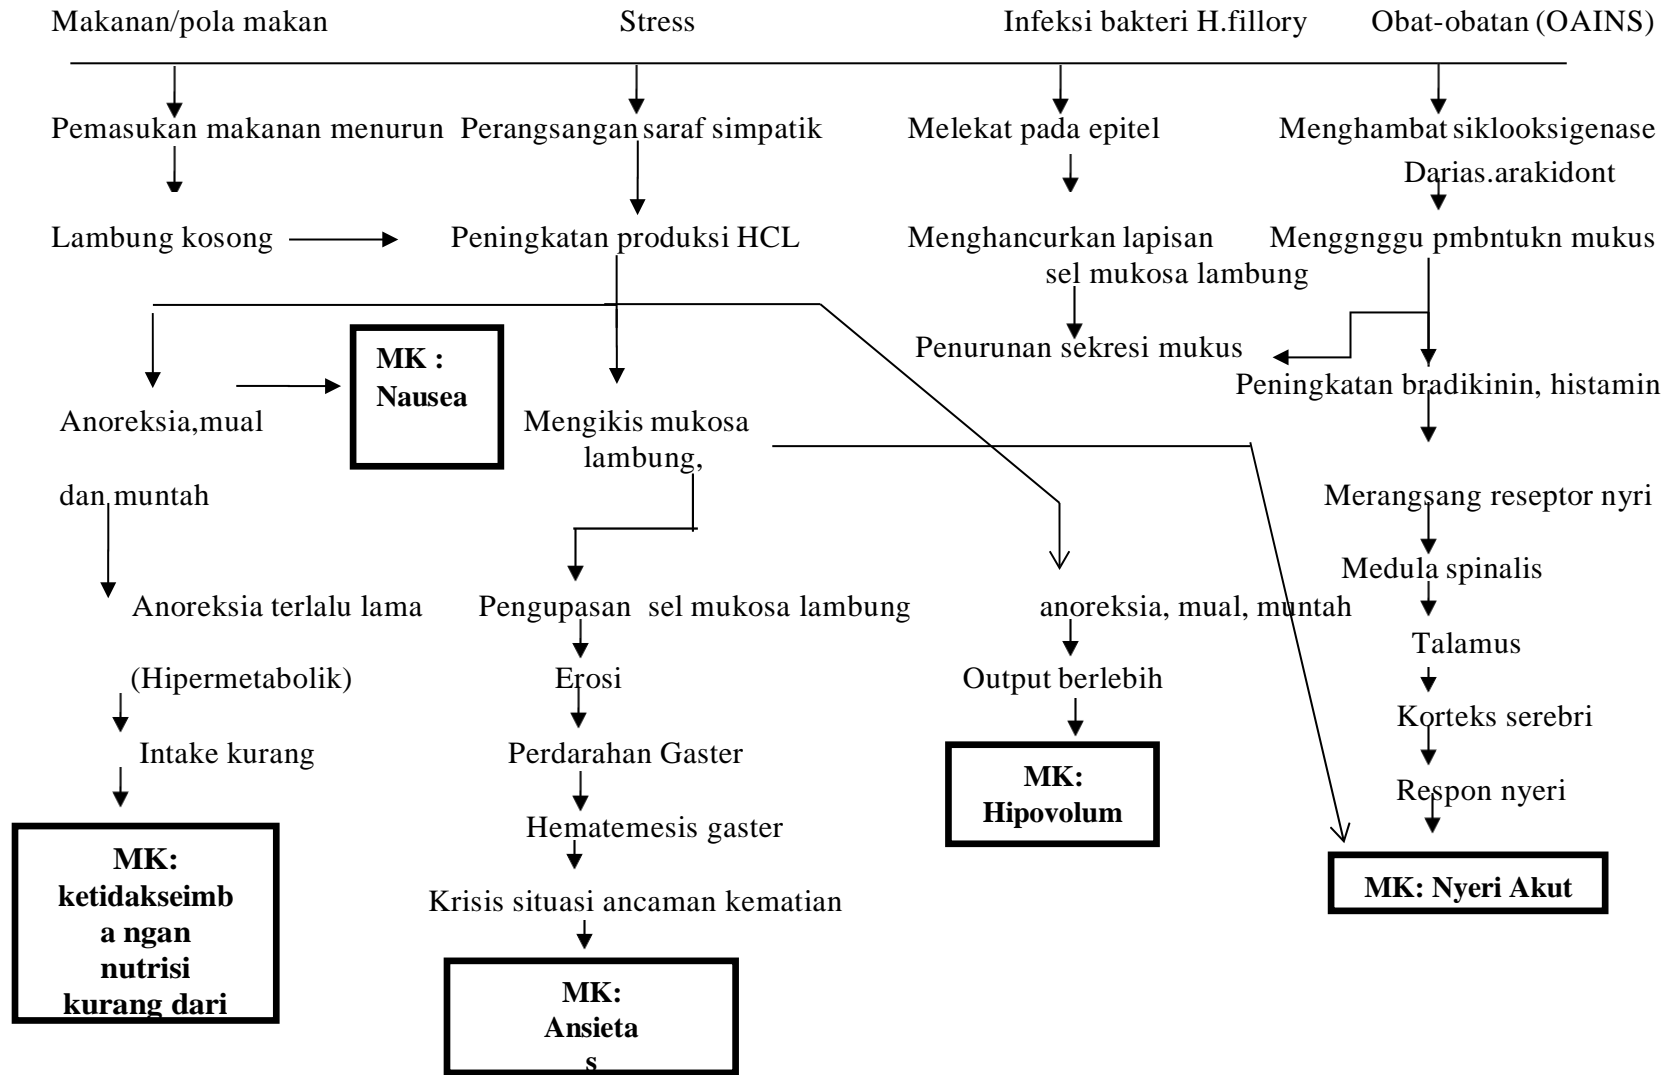 Makanan/pola makan Stress Infeksi bakteri H.fillory Obat-obatan (OAINS)
Pemasukan makanan menurun Perangsangan saraf simpatik Melekat pada epitel Menghambat siklooksigenase
Darias.arakidont
Lambung kosong Peningkatan produksi HCL Menghancurkan lapisan Menggnggu pmbntukn mukus
sel mukosa lambung
Penurunan sekresi mukus
MK :
Nausea
Peningkatan bradikinin, histamin
Anoreksia,mual Mengikis mukosa
lambung,
dan muntah Merangsang reseptor nyri
Medula spinalis
Anoreksia terlalu lama Pengupasan sel mukosa lambung anoreksia, mual, muntah
Talamus
(Hipermetabolik) Erosi Output berlebih
Korteks serebri
Intake kurang Perdarahan Gaster
MK:
Hipovolum
Respon nyeri
Hematemesis gaster
MK:
ketidakseimb
a ngan
nutrisi
kurang dari
Krisis situasi ancaman kematian
MK: Nyeri Akut
MK:
Ansieta
s